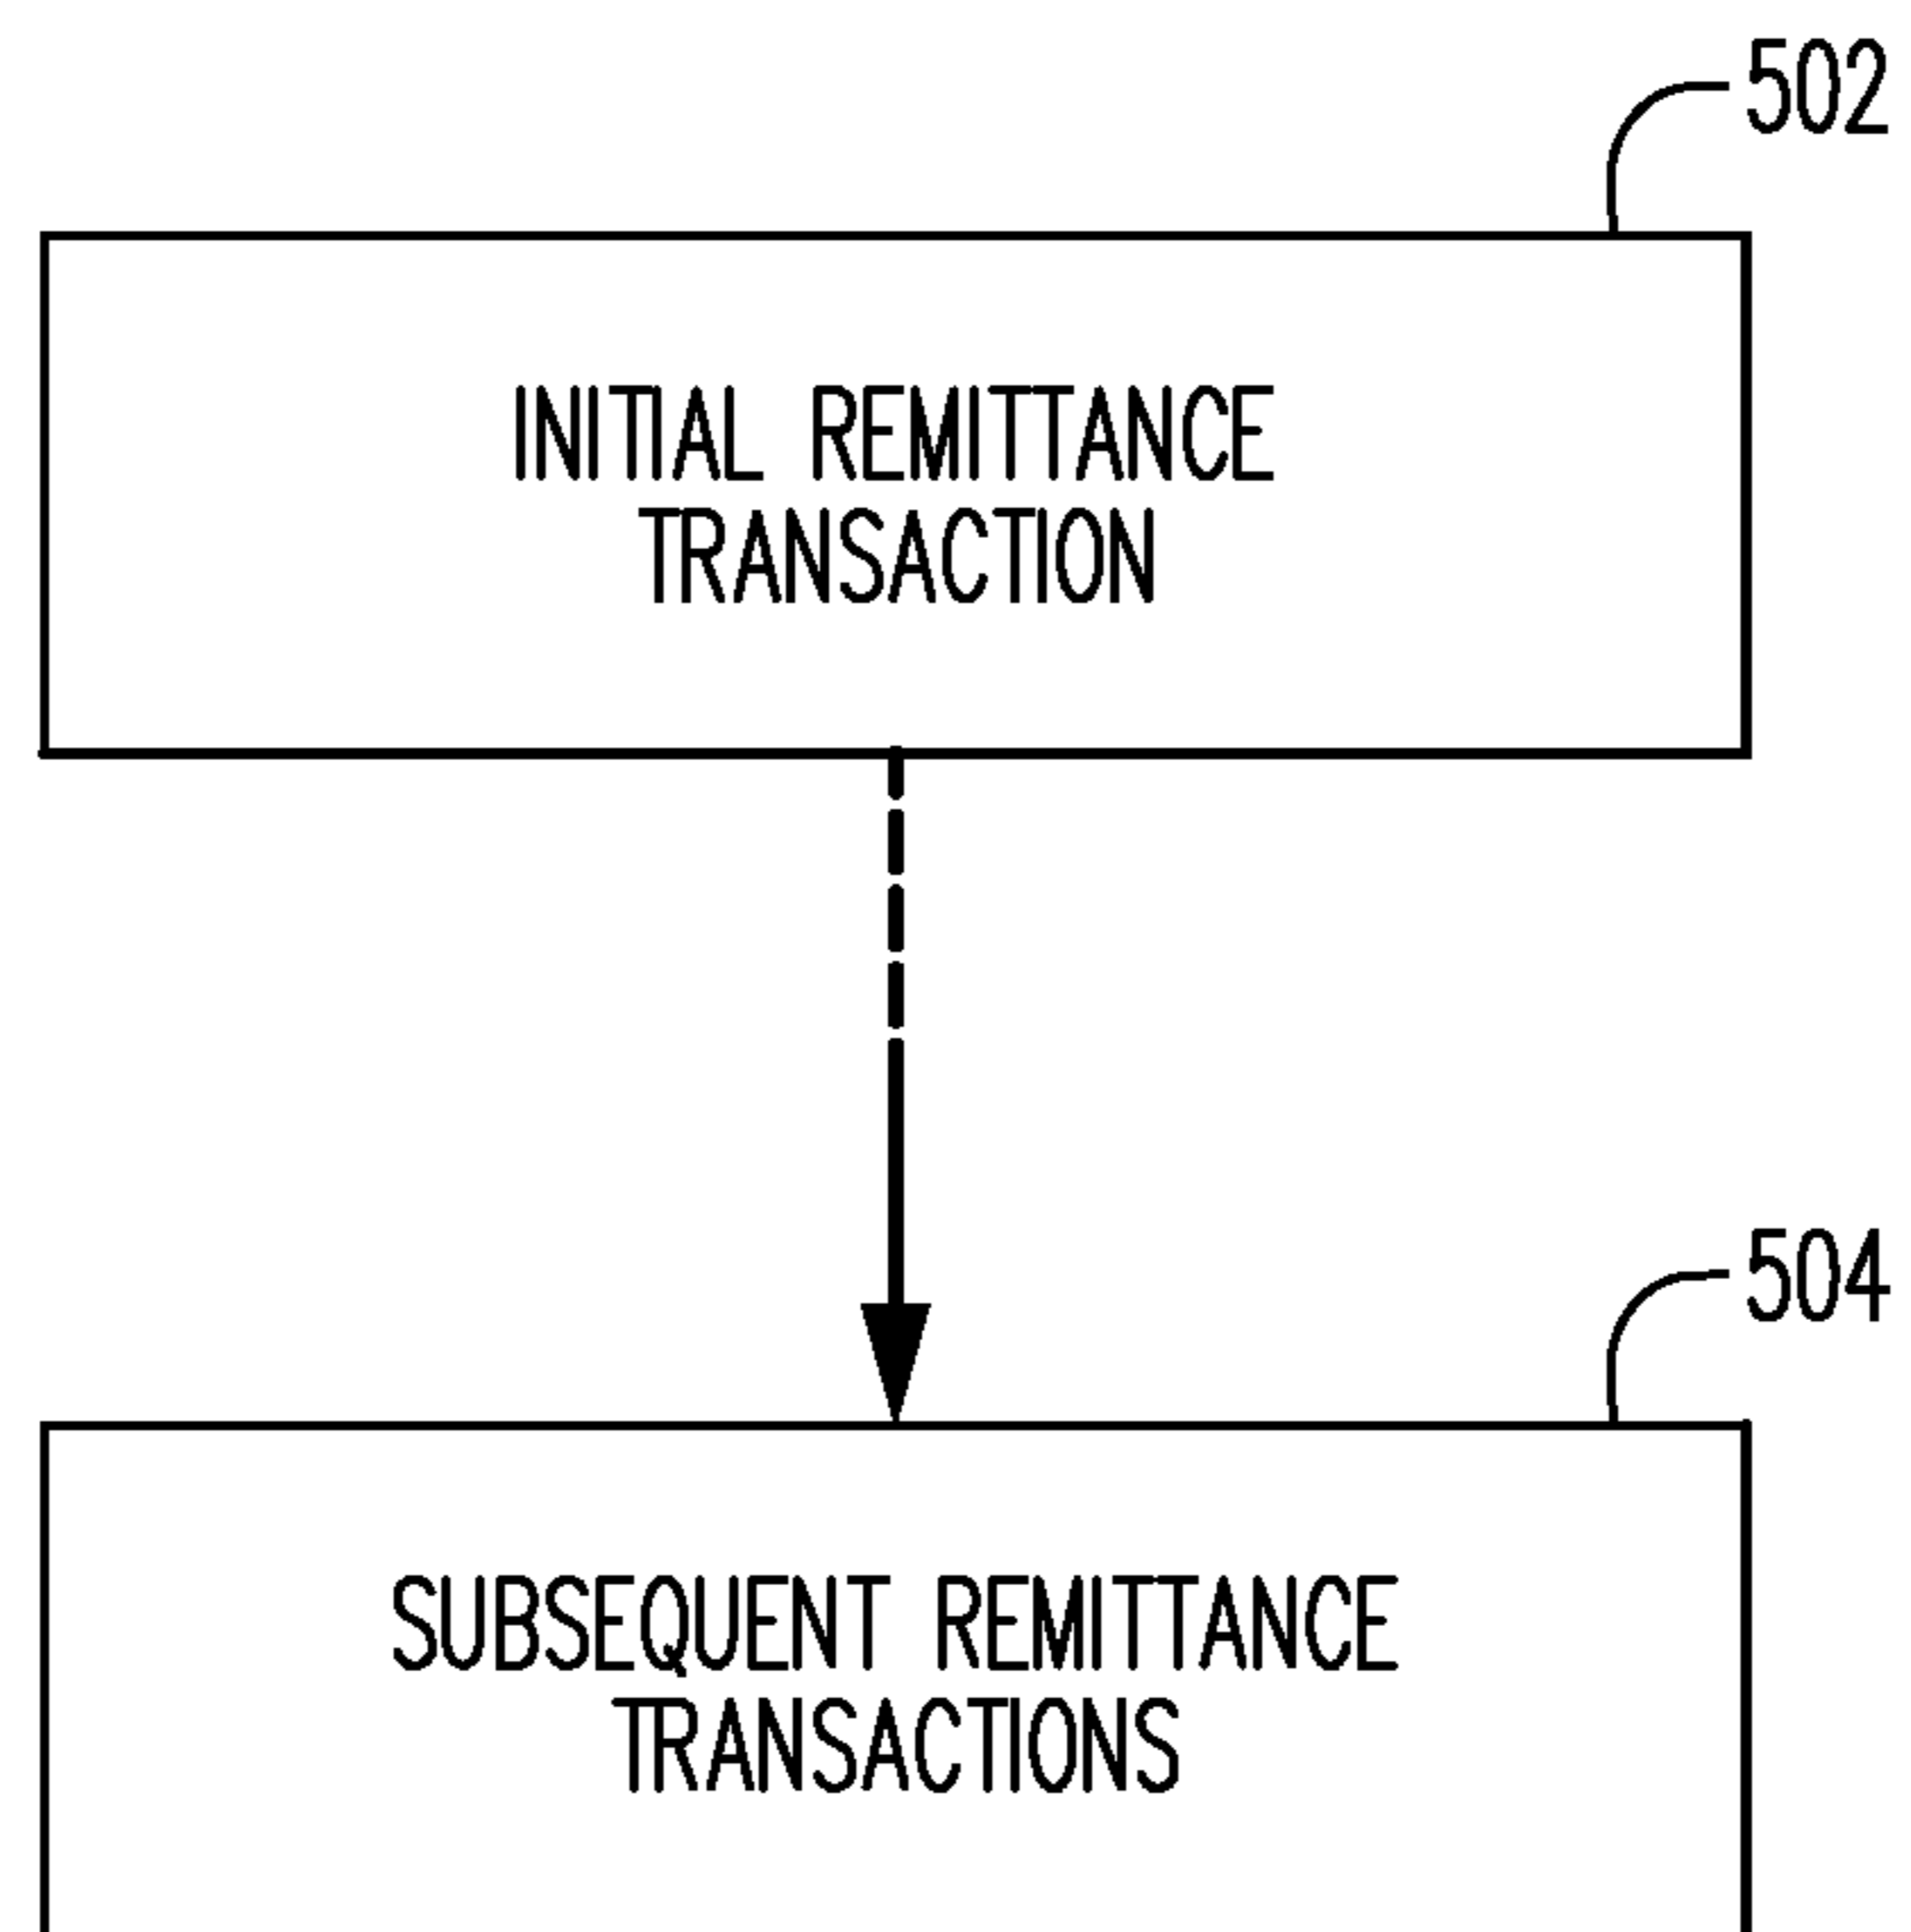 502
INITIAL REMITTANCE
TRANSACTION
504
SUBSEQUENT REMITTANCE
TRANSACTIONS